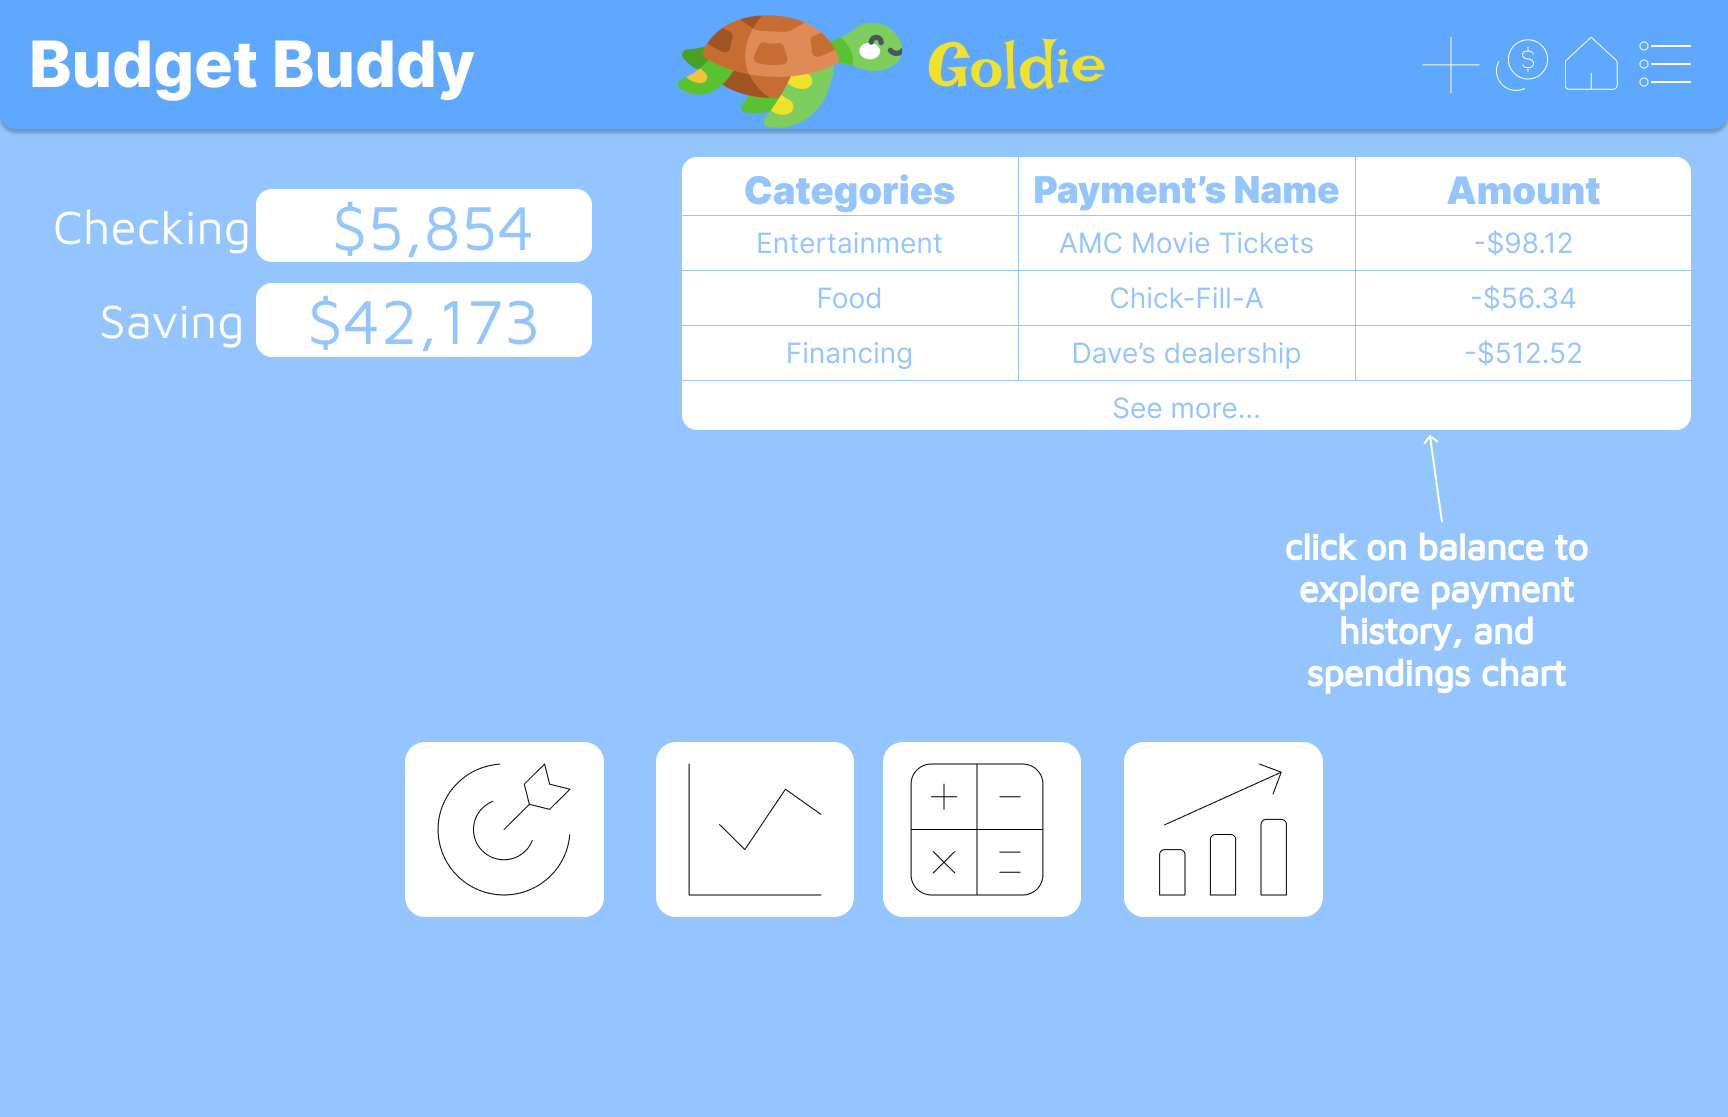 Budget Buddy
Goldie
Checking $5,854
Saving $42,173
Categories Payment’s Name Amount
Entertainment AMC Movie Tickets -$98.12
Food Chick-Fill-A -$56.34
Financing Dave’s dealership -$512.52
See more...
click on balance to
explore payment
history, and
spendings chart